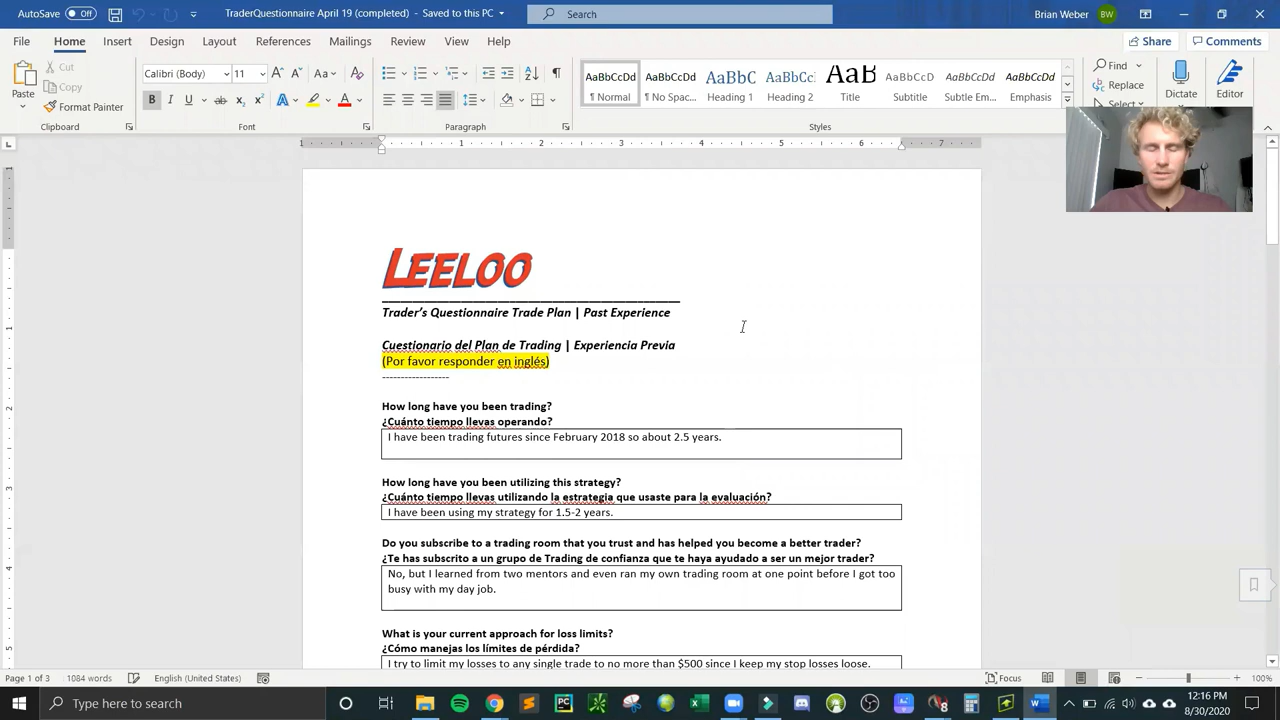 AutoSave Off
TraderQuestionnaire April 19 (completed) - Saved to this PC
Search
Brian Weber BW
File Home Insert Design Layout References Mailings Review View Help Share Comments
Paste
Cut
Copy
Format Painter
Clipboard
Calibri (Body) 11
Font
Paragraph
AaBbCcDd ¶ Normal
AaBbCcDd ¶ No Spac...
AaBbC Heading 1
AaBbCc Heading 2
AaB Title
AaBbCcD Subtitle
AaBbCcDd Subtle Em...
AaBbCcDd Emphasis
Styles
Find
Replace
Select
Dictate
Editor
1 1 2 3 4 5 6 7
LEELOO
Trader’s Questionnaire Trade Plan | Past Experience
Cuestionario del Plan de Trading | Experiencia Previa
(Por favor responder en inglés)
------------------
How long have you been trading?
¿Cuánto tiempo llevas operando?
I have been trading futures since February 2018 so about 2.5 years.
How long have you been utilizing this strategy?
¿Cuánto tiempo llevas utilizando la estrategia que usaste para la evaluación?
I have been using my strategy for 1.5-2 years.
Do you subscribe to a trading room that you trust and has helped you become a better trader?
¿Te has subscrito a un grupo de Trading de confianza que te haya ayudado a ser un mejor trader?
No, but I learned from two mentors and even ran my own trading room at one point before I got too
busy with my day job.
What is your current approach for loss limits?
¿Cómo manejas los límites de pérdida?
I try to limit my losses to any single trade to no more than $500 since I keep my stop losses loose.
Page 1 of 3 1084 words English (United States) Focus 100%
Type here to search
12:16 PM
8/30/2020